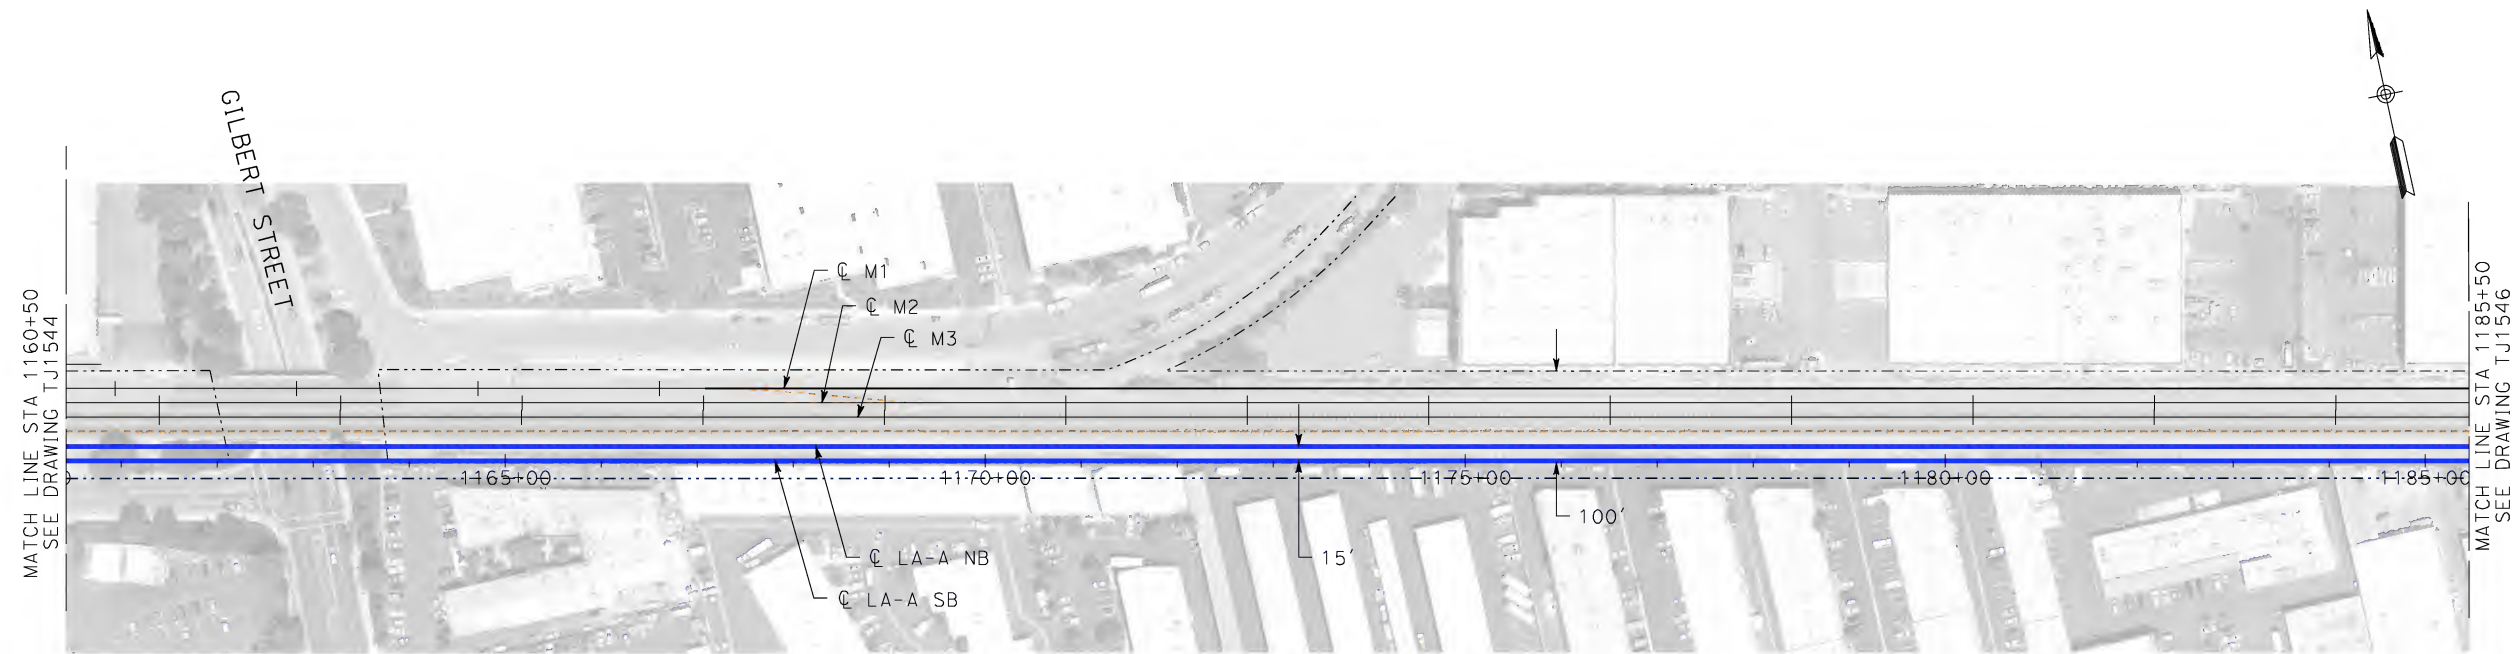 GILBERT STREET
MATCH LINE STA 1160+50
SEE DRAWING TJ1544
℄ M1
℄ M2
℄ M3
1165+00
1170+00
1175+00
1180+00
1185+00
100'
15'
℄ LA-A NB
℄ LA-A SB
MATCH LINE STA 1185+50
SEE DRAWING TJ1546